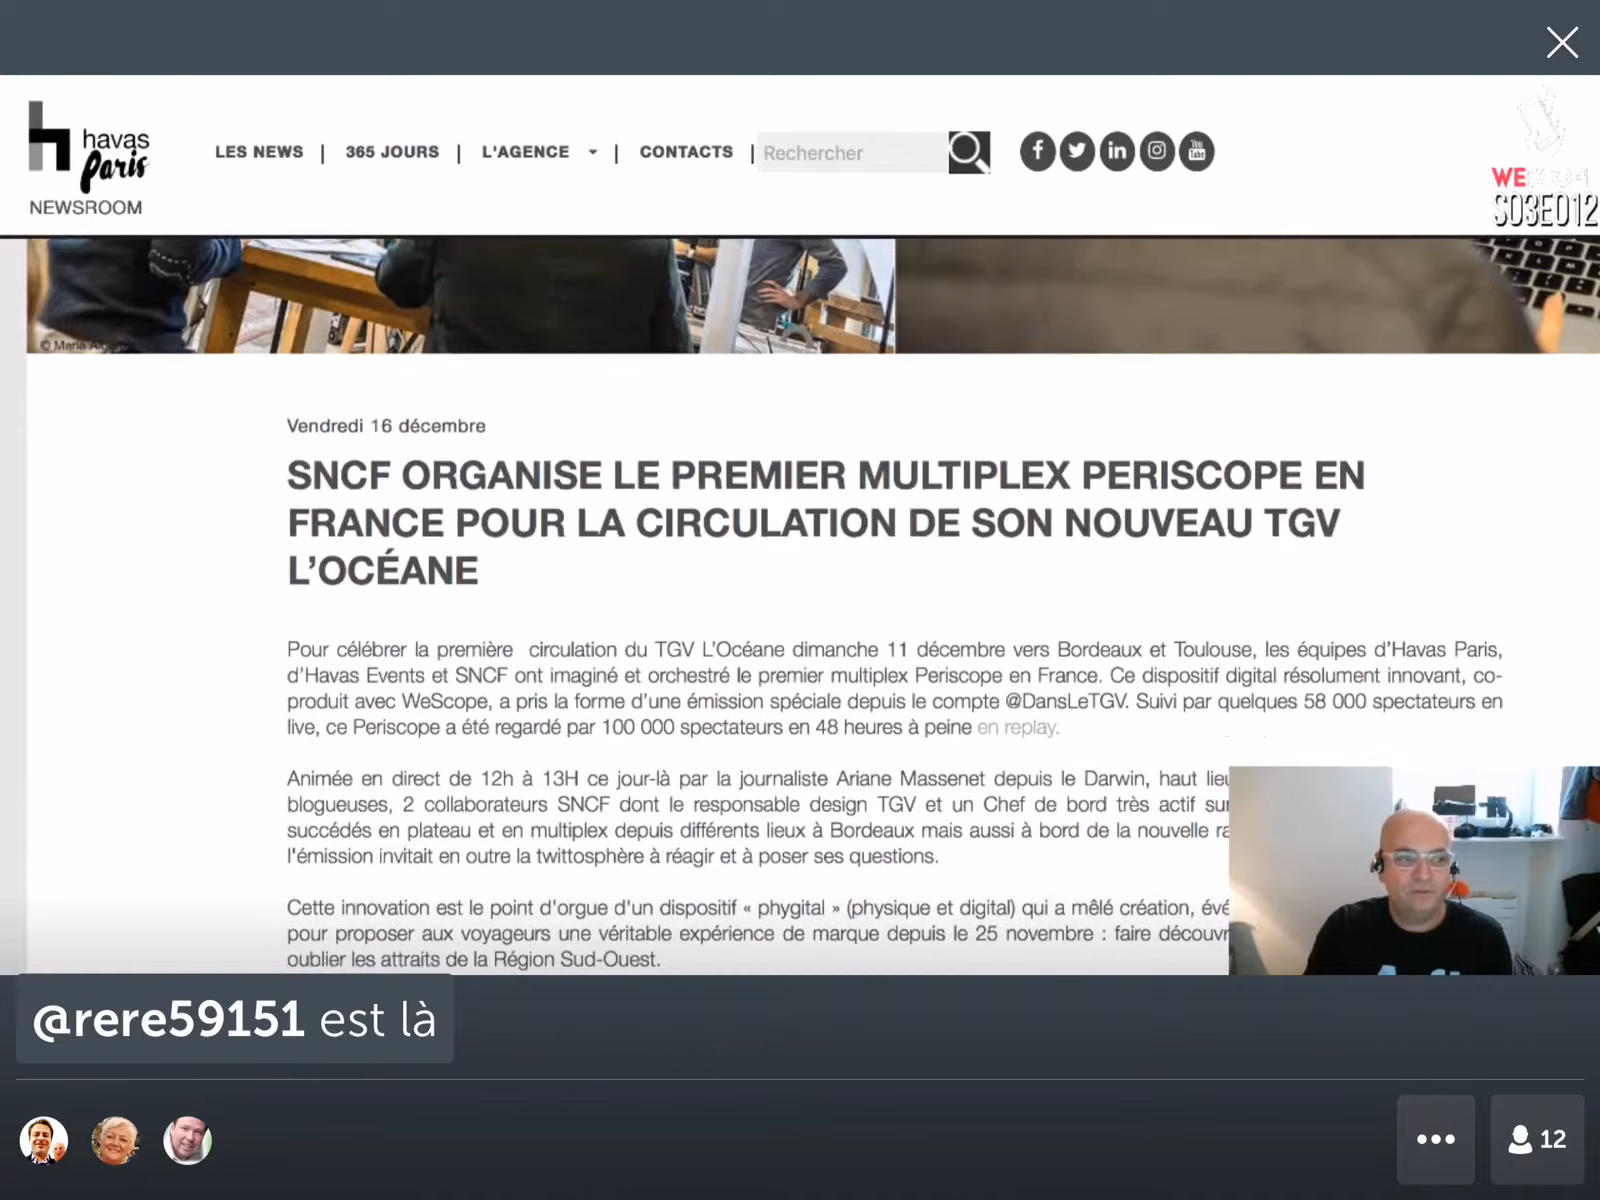 havas
Paris
NEWSROOM
LES NEWS | 365 JOURS | L'AGENCE | CONTACTS | Rechercher
You
Tube
WE
S03E012
© Maria
Vendredi 16 décembre
SNCF ORGANISE LE PREMIER MULTIPLEX PERISCOPE EN
FRANCE POUR LA CIRCULATION DE SON NOUVEAU TGV
L'OCÉANE
Pour célébrer la première circulation du TGV L'Océane dimanche 11 décembre vers Bordeaux et Toulouse, les équipes d'Havas Paris,
d'Havas Events et SNCF ont imaginé et orchestré le premier multiplex Periscope en France. Ce dispositif digital résolument innovant, co-
produit avec WeScope, a pris la forme d'une émission spéciale depuis le compte @DansLeTGV. Suivi par quelques 58 000 spectateurs en
live, ce Periscope a été regardé par 100 000 spectateurs en 48 heures à peine en replay.
Animée en direct de 12h à 13H ce jour-là par la journaliste Ariane Massenet depuis le Darwin, haut lieu
blogueuses, 2 collaborateurs SNCF dont le responsable design TGV et un Chef de bord très actif sur
succédés en plateau et en multiplex depuis différents lieux à Bordeaux mais aussi à bord de la nouvelle ra
l'émission invitait en outre la twittosphère à réagir et à poser ses questions.
Cette innovation est le point d'orgue d'un dispositif « phygital » (physique et digital) qui a mêlé création, évé
pour proposer aux voyageurs une véritable expérience de marque depuis le 25 novembre : faire découvr
oublier les attraits de la Région Sud-Ouest.
@rere59151 est là
12